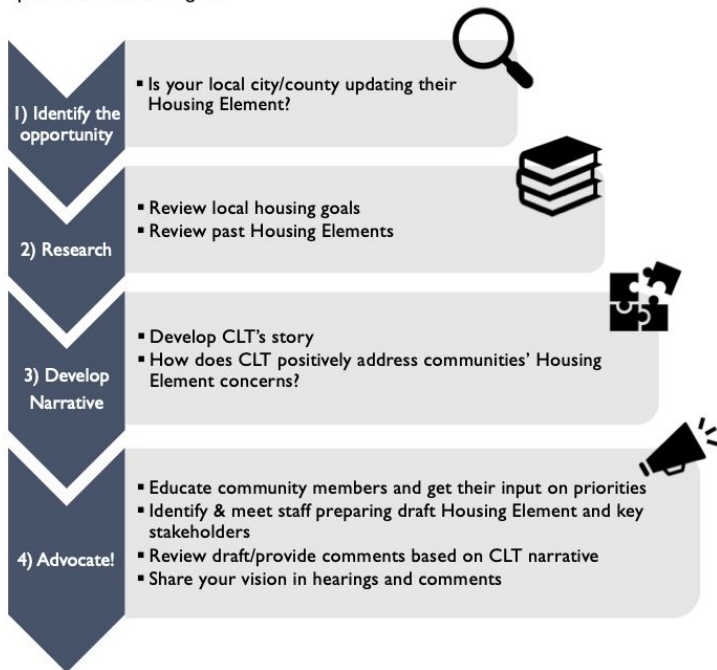 1) Identify the
opportunity
▪ Is your local city/county updating their
Housing Element?
2) Research
▪ Review local housing goals
▪ Review past Housing Elements
3) Develop
Narrative
▪ Develop CLT's story
▪ How does CLT positively address communities' Housing
Element concerns?
4) Advocate!
▪ Educate community members and get their input on priorities
▪ Identify & meet staff preparing draft Housing Element and key
stakeholders
▪ Review draft/provide comments based on CLT narrative
▪ Share your vision in hearings and comments